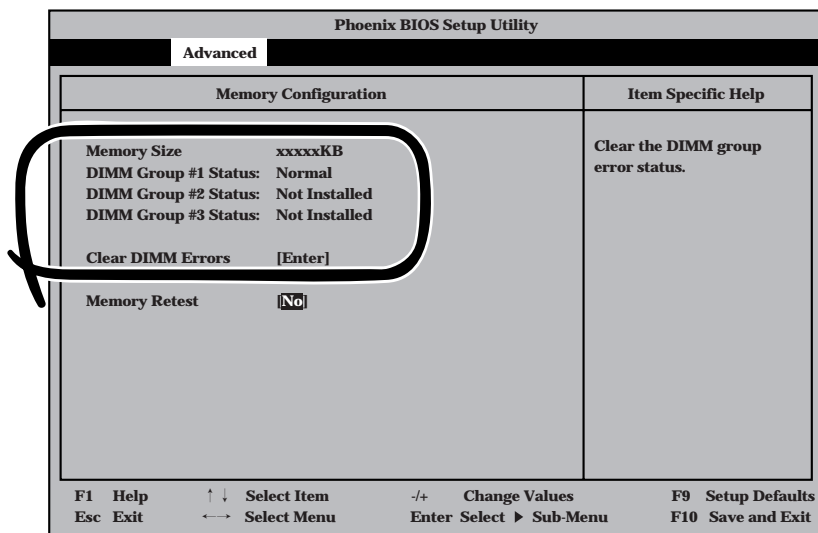 Phoenix BIOS Setup Utility
Advanced
Memory Configuration
Item Specific Help
Memory Size xxxxxKB
DIMM Group #1 Status: Normal
DIMM Group #2 Status: Not Installed
DIMM Group #3 Status: Not Installed
Clear DIMM Errors [Enter]
Memory Retest [No]
Clear the DIMM group
error status.
F1 Help ↑↓ Select Item -/+ Change Values F9 Setup Defaults
Esc Exit ←→ Select Menu Enter Select ▶ Sub-Menu F10 Save and Exit